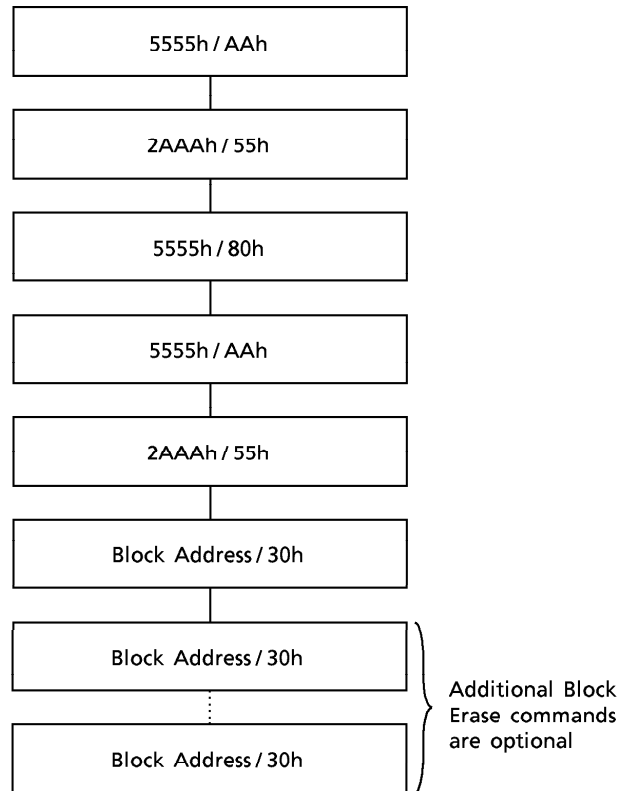 5555h / AAh
2AAAh / 55h
5555h / 80h
5555h / AAh
2AAAh / 55h
Block Address / 30h
Block Address / 30h
Block Address / 30h
Additional Block
Erase commands
are optional